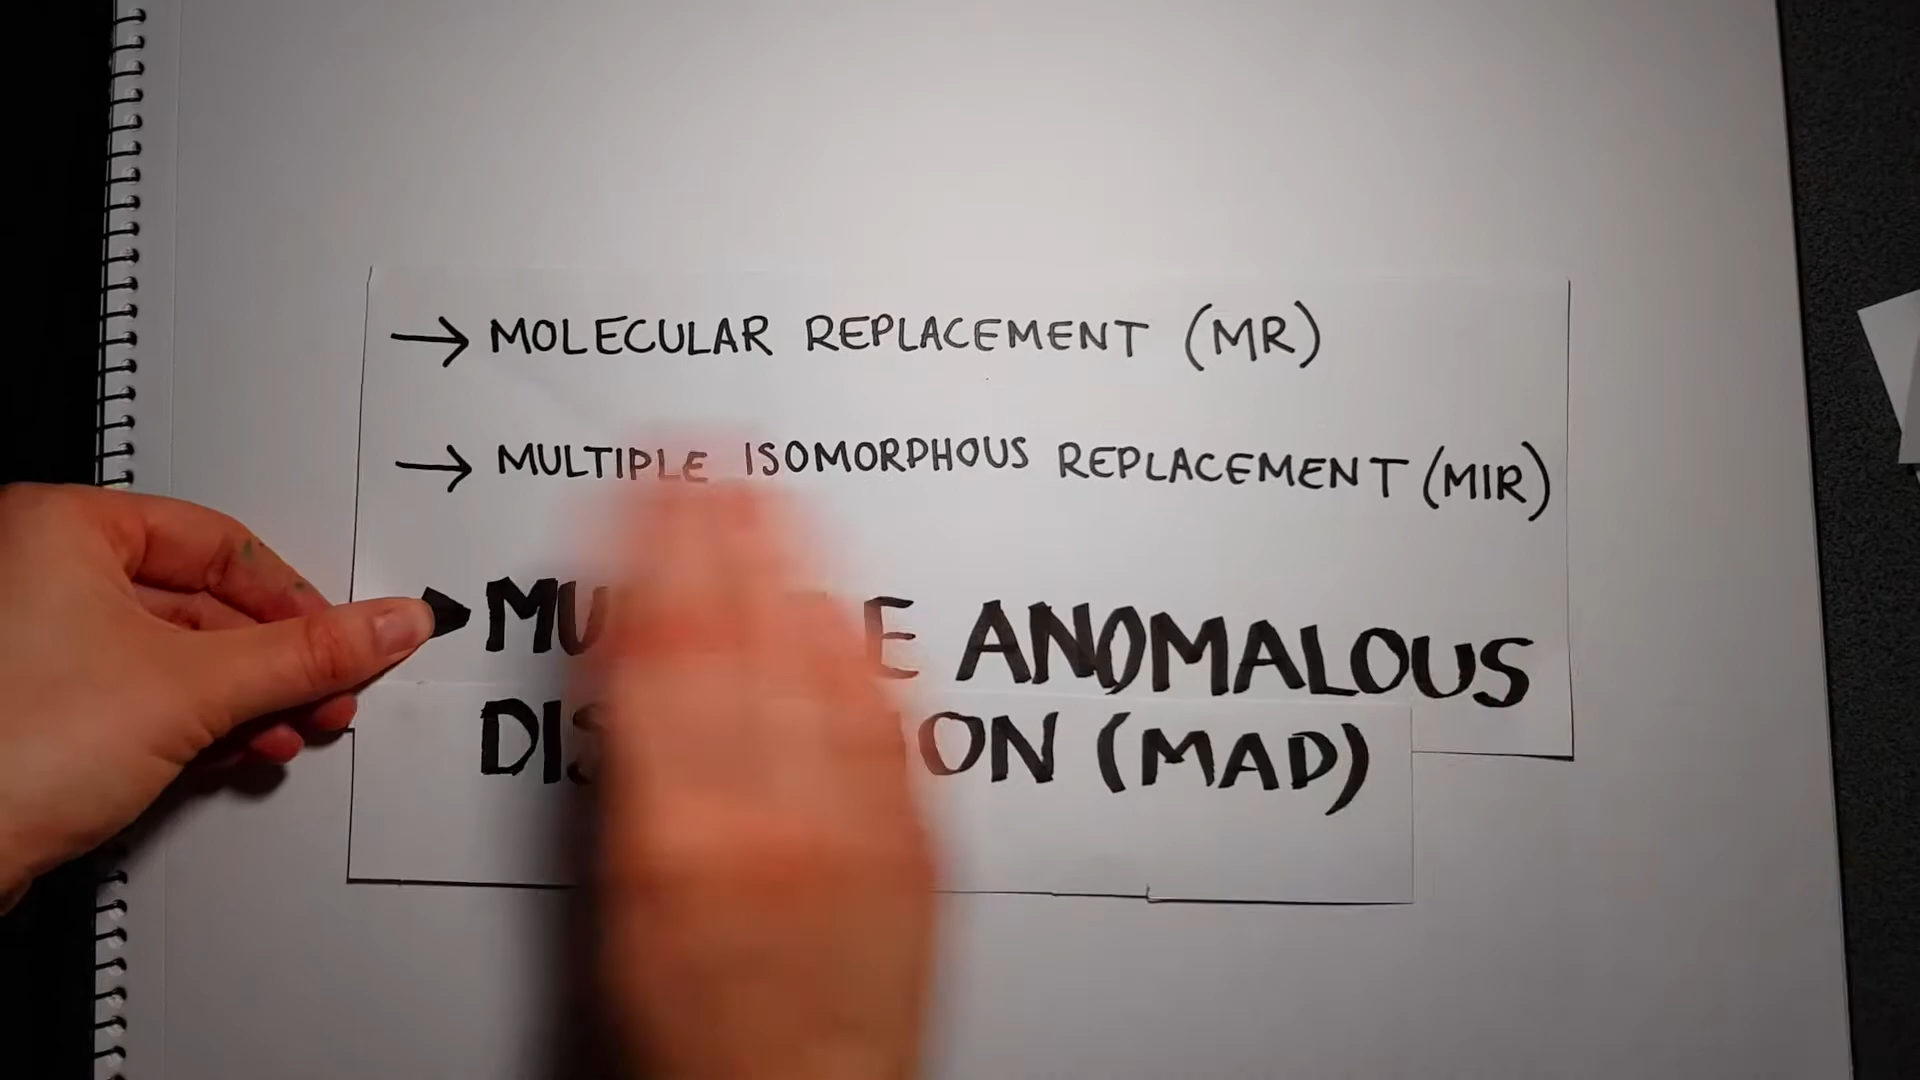 → MOLECULAR REPLACEMENT (MR)
→ MULTIPLE ISOMORPHOUS REPLACEMENT (MIR)
ANOMALOUS
(MAD)